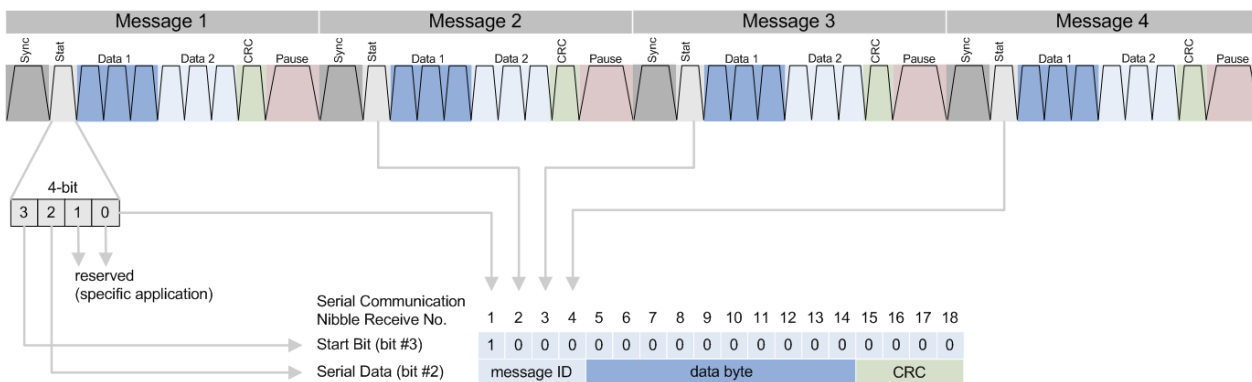 Message 1 Message 2 Message 3 Message 4
Sync Stat Data 1 Data 2 CRC Pause Sync Stat Data 1 Data 2 CRC Pause Sync Stat Data 1 Data 2 CRC Pause Sync Stat Data 1 Data 2 CRC Pause
4-bit
3 2 1 0
reserved
(specific application)
Serial Communication
Nibble Receive No. 1 2 3 4 5 6 7 8 9 10 11 12 13 14 15 16 17 18
Start Bit (bit #3) 1 0 0 0 0 0 0 0 0 0 0 0 0 0 0 0 0 0
Serial Data (bit #2) message ID data byte CRC